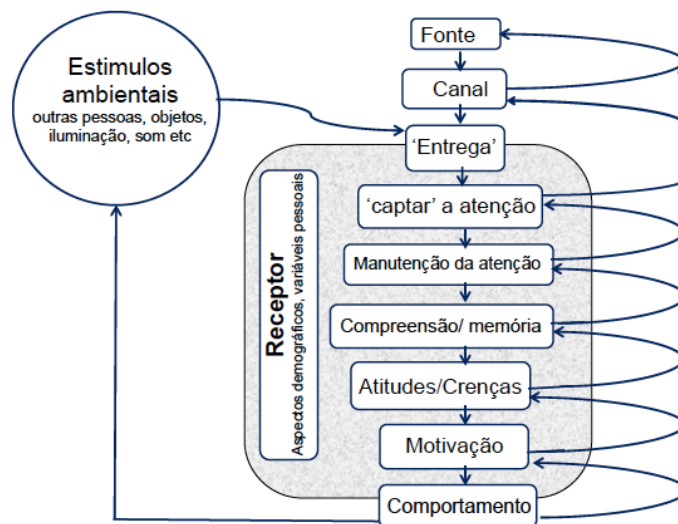 Estimulos
ambientais
outras pessoas, objetos,
iluminação, som etc
Fonte
Canal
‘Entrega’
Receptor
Aspectos demográficos, variáveis pessoais
‘captar’ a atenção
Manutenção da atenção
Compreensão/ memória
Atitudes/Crenças
Motivação
Comportamento